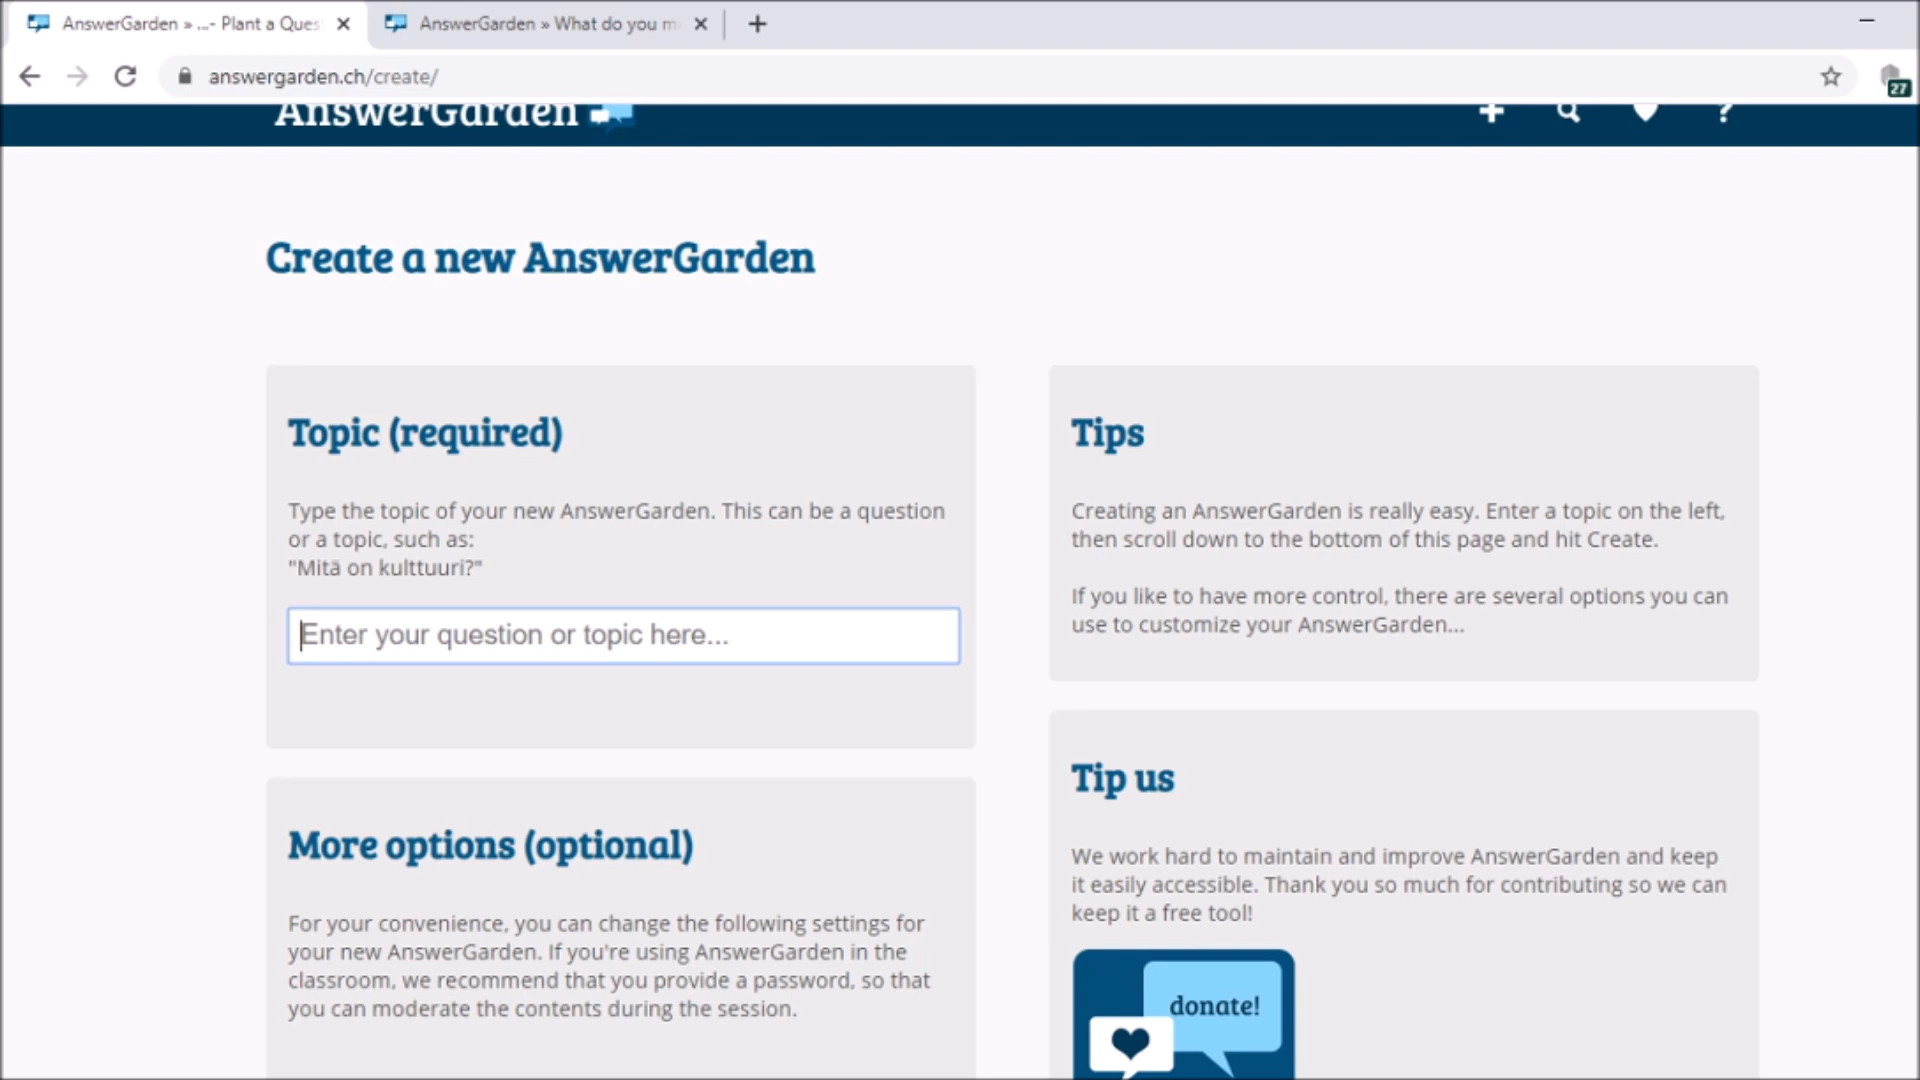 AnswerGarden » ...- Plant a Ques
AnswerGarden » What do you m
answergarden.ch/create/
27
AnswerGarden
Create a new AnswerGarden
Topic (required)
Type the topic of your new AnswerGarden. This can be a question
or a topic, such as:
"Mitä on kulttuuri?"
Enter your question or topic here...
More options (optional)
For your convenience, you can change the following settings for
your new AnswerGarden. If you're using AnswerGarden in the
classroom, we recommend that you provide a password, so that
you can moderate the contents during the session.
Tips
Creating an AnswerGarden is really easy. Enter a topic on the left,
then scroll down to the bottom of this page and hit Create.
If you like to have more control, there are several options you can
use to customize your AnswerGarden...
Tip us
We work hard to maintain and improve AnswerGarden and keep
it easily accessible. Thank you so much for contributing so we can
keep it a free tool!
donate!